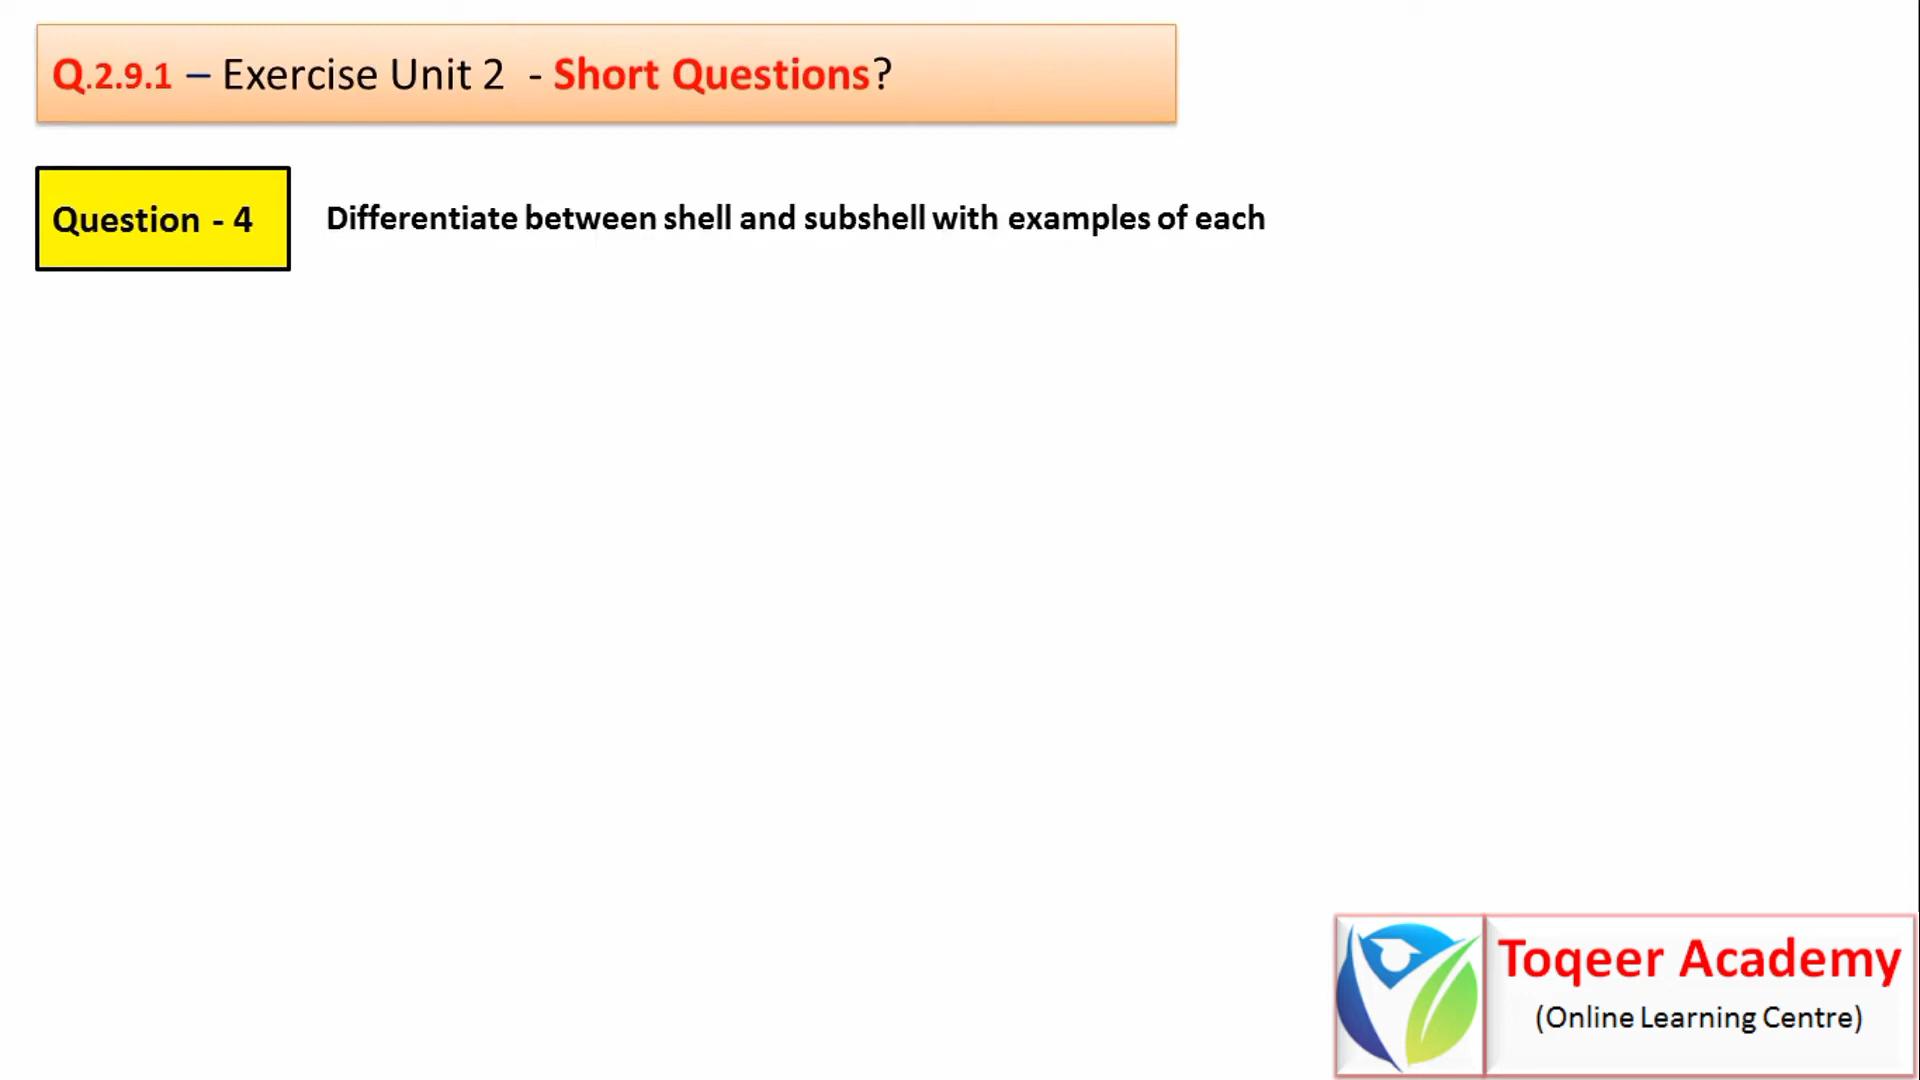 Q.2.9.1 – Exercise Unit 2 - Short Questions?
Question - 4
Differentiate between shell and subshell with examples of each
Toqeer Academy
(Online Learning Centre)